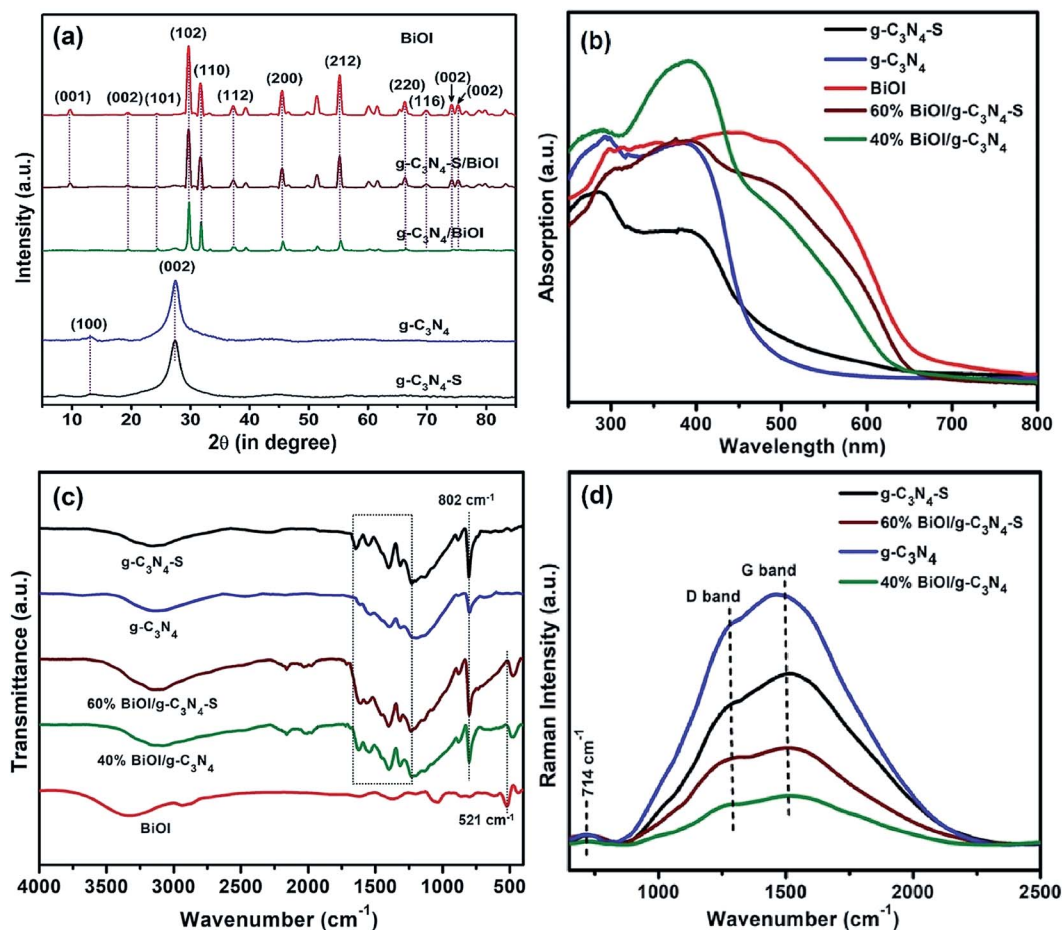 (a)
(102)
BiOI
(110)
(212)
(001)
(002)
(101)
(112)
(200)
(220)
(116)
(002)
(002)
g-C₃N₄-S/BiOI
g-C₃N₄/BiOI
(002)
(100)
g-C₃N₄
g-C₃N₄-S
Intensity (a.u.)
10 20 30 40 50 60 70 80
2θ (in degree)
(b)
g-C₃N₄-S
g-C₃N₄
BiOI
60% BiOI/g-C₃N₄-S
40% BiOI/g-C₃N₄
Absorption (a.u.)
300 400 500 600 700 800
Wavelength (nm)
(c)
802 cm⁻¹
g-C₃N₄-S
g-C₃N₄
60% BiOI/g-C₃N₄-S
40% BiOI/g-C₃N₄
BiOI
521 cm⁻¹
Transmittance (a.u.)
4000 3500 3000 2500 2000 1500 1000 500
Wavenumber (cm⁻¹)
(d)
g-C₃N₄-S
60% BiOI/g-C₃N₄-S
g-C₃N₄
40% BiOI/g-C₃N₄
G band
D band
714 cm⁻¹
Raman Intensity (a.u.)
1000 1500 2000 2500
Wavenumber (cm⁻¹)